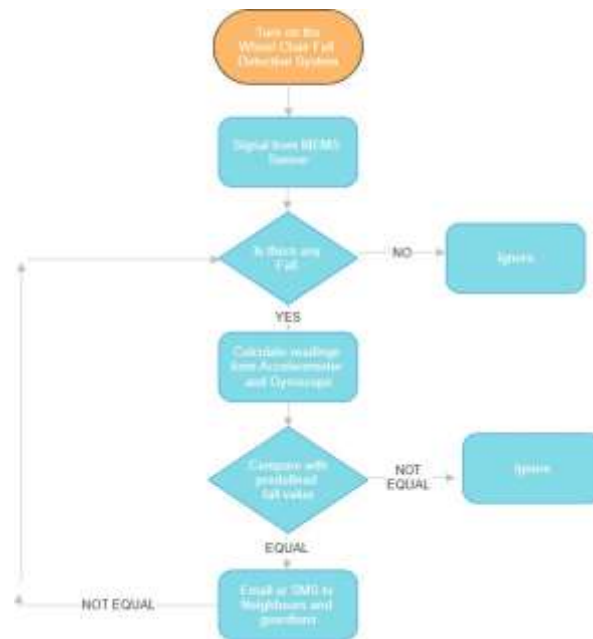 Turn on the
Wheel Chair Fall
Detection System
Signal from MEMS
Sensor
Is there any
Fall
NO
Ignore
YES
Calculate readings
from Accelerometer
and Gyroscope
Compare with
predefined
fall value
NOT
EQUAL
Ignore
EQUAL
Email or SMS to
Neighbours and
guardians
NOT EQUAL